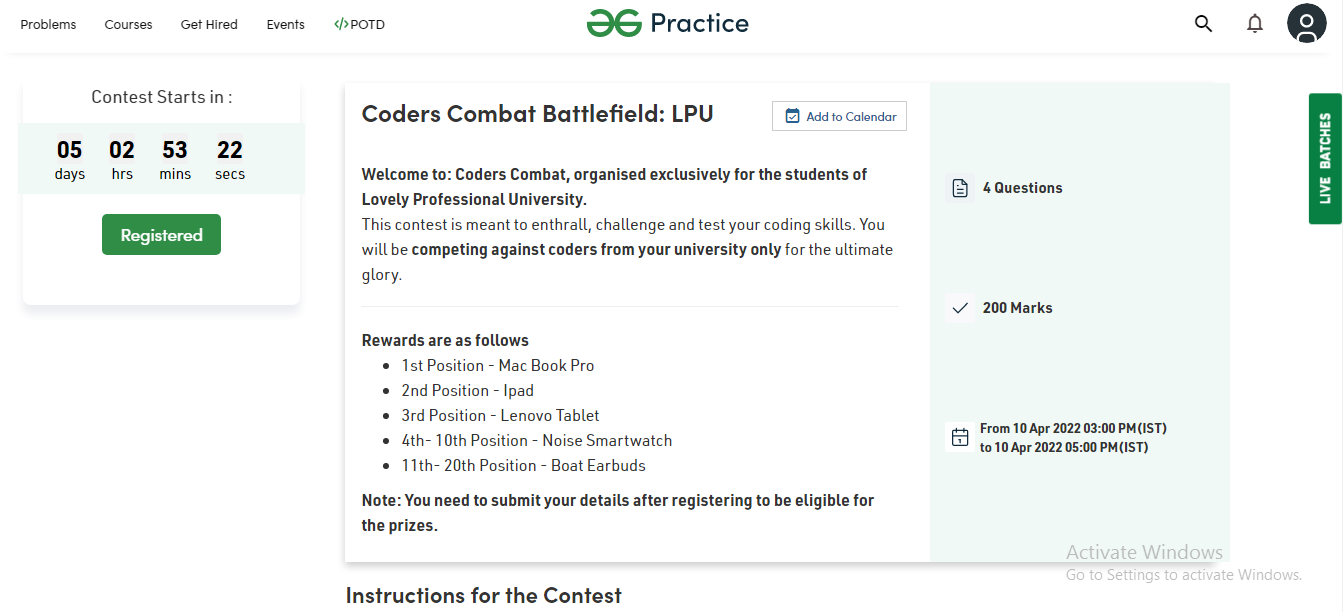 Problems Courses Get Hired Events </>POTD
Practice
Contest Starts in :
05 02 53 22
days hrs mins secs
Registered
Coders Combat Battlefield: LPU
Add to Calendar
Welcome to: Coders Combat, organised exclusively for the students of
Lovely Professional University.
This contest is meant to enthrall, challenge and test your coding skills. You
will be competing against coders from your university only for the ultimate
glory.
Rewards are as follows
1st Position - Mac Book Pro
2nd Position - Ipad
3rd Position - Lenovo Tablet
4th- 10th Position - Noise Smartwatch
11th- 20th Position - Boat Earbuds
Note: You need to submit your details after registering to be eligible for
the prizes.
4 Questions
200 Marks
From 10 Apr 2022 03:00 PM(IST)
to 10 Apr 2022 05:00 PM(IST)
LIVE BATCHES
Activate Windows
Go to Settings to activate Windows.
Instructions for the Contest